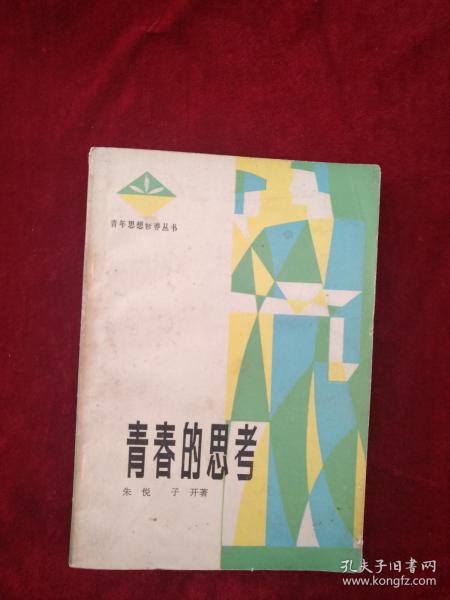 青年思想修养丛书
青春的思考
朱悦 子开著
孔夫子旧书网
www.kongfz.com